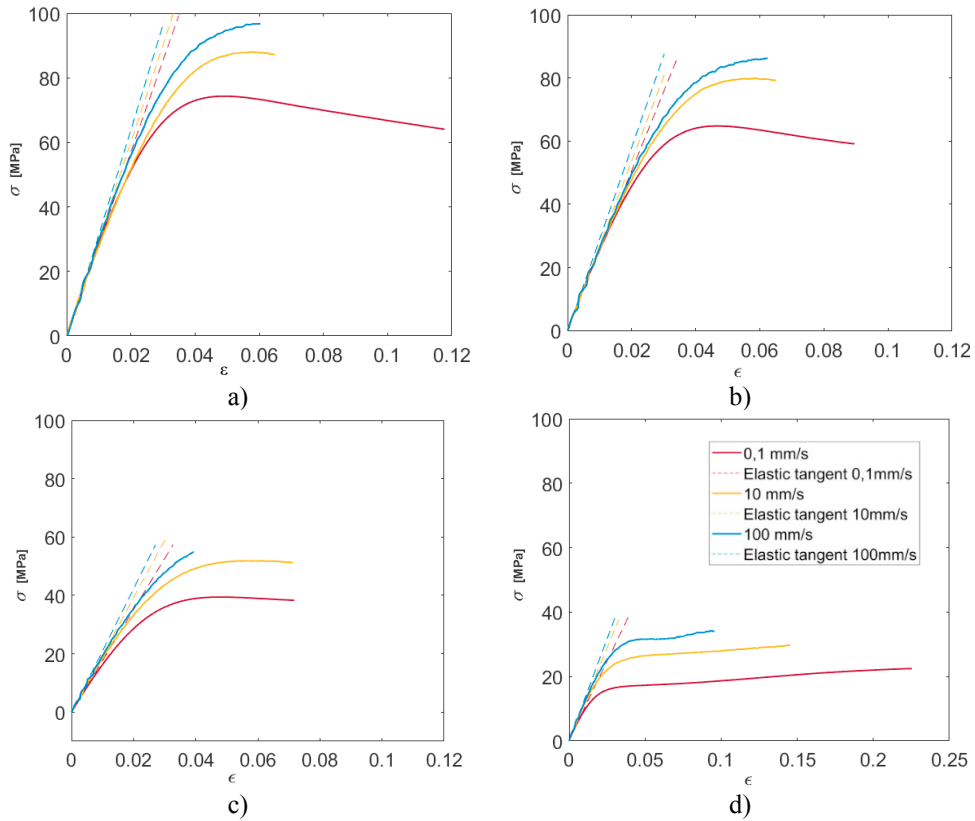 100
80
60
40
20
0
σ [MPa]
0 0.02 0.04 0.06 0.08 0.10 0.12
ε
a)
100
80
60
40
20
0
σ [MPa]
0 0.02 0.04 0.06 0.08 0.10 0.12
ϵ
b)
100
80
60
40
20
0
σ [MPa]
0 0.02 0.04 0.06 0.08 0.10 0.12
ϵ
c)
100
80
60
40
20
0
σ [MPa]
0,1 mm/s
Elastic tangent 0,1mm/s
10 mm/s
Elastic tangent 10mm/s
100 mm/s
Elastic tangent 100mm/s
0 0.05 0.1 0.15 0.20 0.25
ϵ
d)